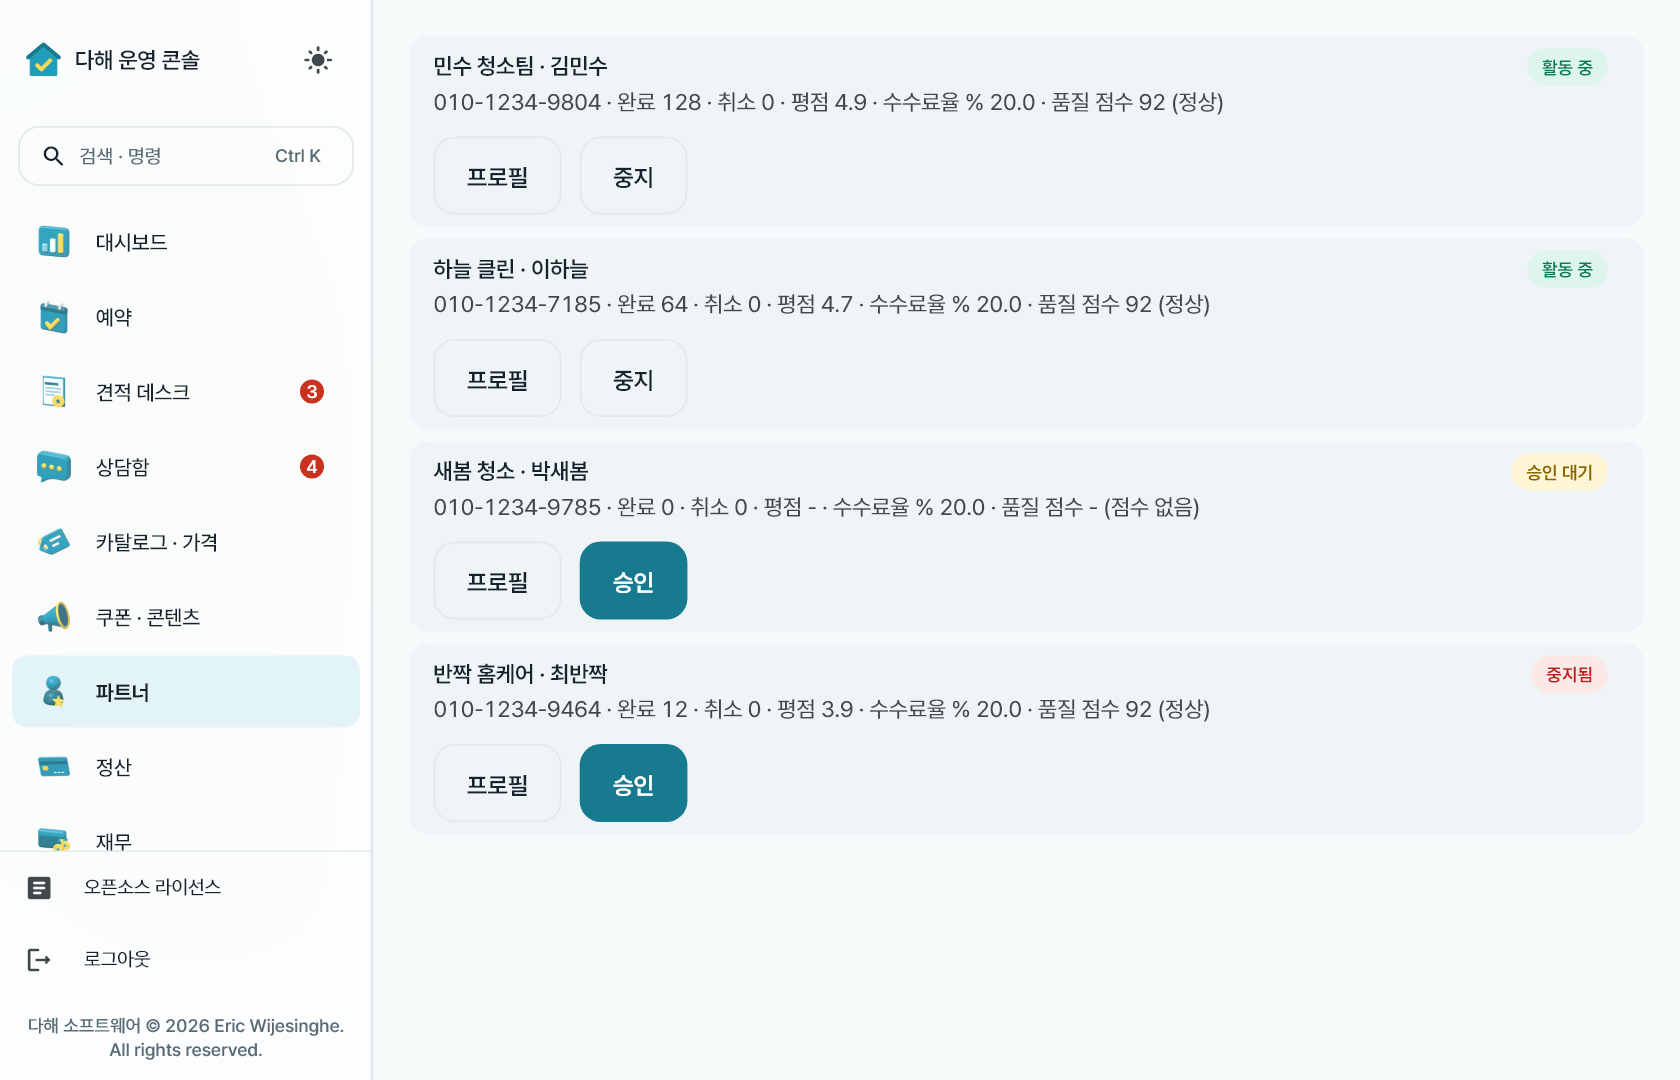 다해 운영 콘솔
검색 · 명령 Ctrl K
대시보드
예약
견적 데스크 3
상담함 4
카탈로그 · 가격
쿠폰 · 콘텐츠
파트너
정산
재무
오픈소스 라이선스
로그아웃
다해 소프트웨어 © 2026 Eric Wijesinghe.
All rights reserved.
민수 청소팀 · 김민수
활동 중
010-1234-9804 · 완료 128 · 취소 0 · 평점 4.9 · 수수료율 % 20.0 · 품질 점수 92 (정상)
프로필 중지
하늘 클린 · 이하늘
활동 중
010-1234-7185 · 완료 64 · 취소 0 · 평점 4.7 · 수수료율 % 20.0 · 품질 점수 92 (정상)
프로필 중지
새봄 청소 · 박새봄
승인 대기
010-1234-9785 · 완료 0 · 취소 0 · 평점 - · 수수료율 % 20.0 · 품질 점수 - (점수 없음)
프로필 승인
반짝 홈케어 · 최반짝
중지됨
010-1234-9464 · 완료 12 · 취소 0 · 평점 3.9 · 수수료율 % 20.0 · 품질 점수 92 (정상)
프로필 승인